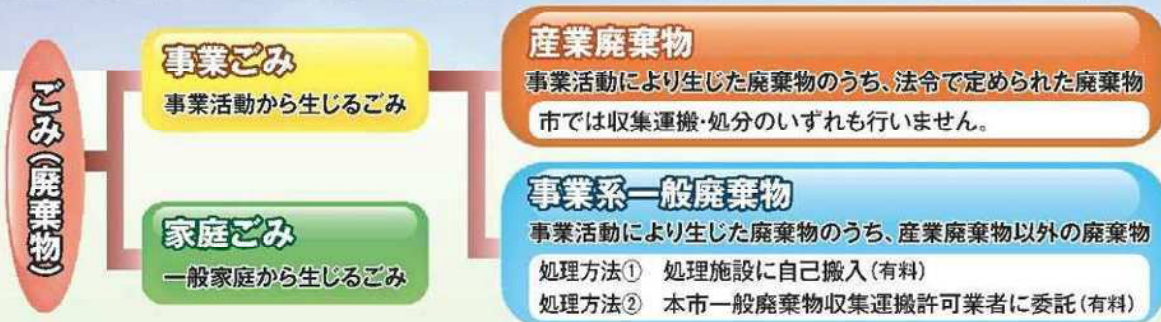 ごみ(廃棄物)
事業ごみ
事業活動から生じるごみ
家庭ごみ
一般家庭から生じるごみ
産業廃棄物
事業活動により生じた廃棄物のうち、法令で定められた廃棄物
市では収集運搬・処分のいずれも行いません。
事業系一般廃棄物
事業活動により生じた廃棄物のうち、産業廃棄物以外の廃棄物
処理方法① 処理施設に自己搬入(有料)
処理方法② 本市一般廃棄物収集運搬許可業者に委託(有料)